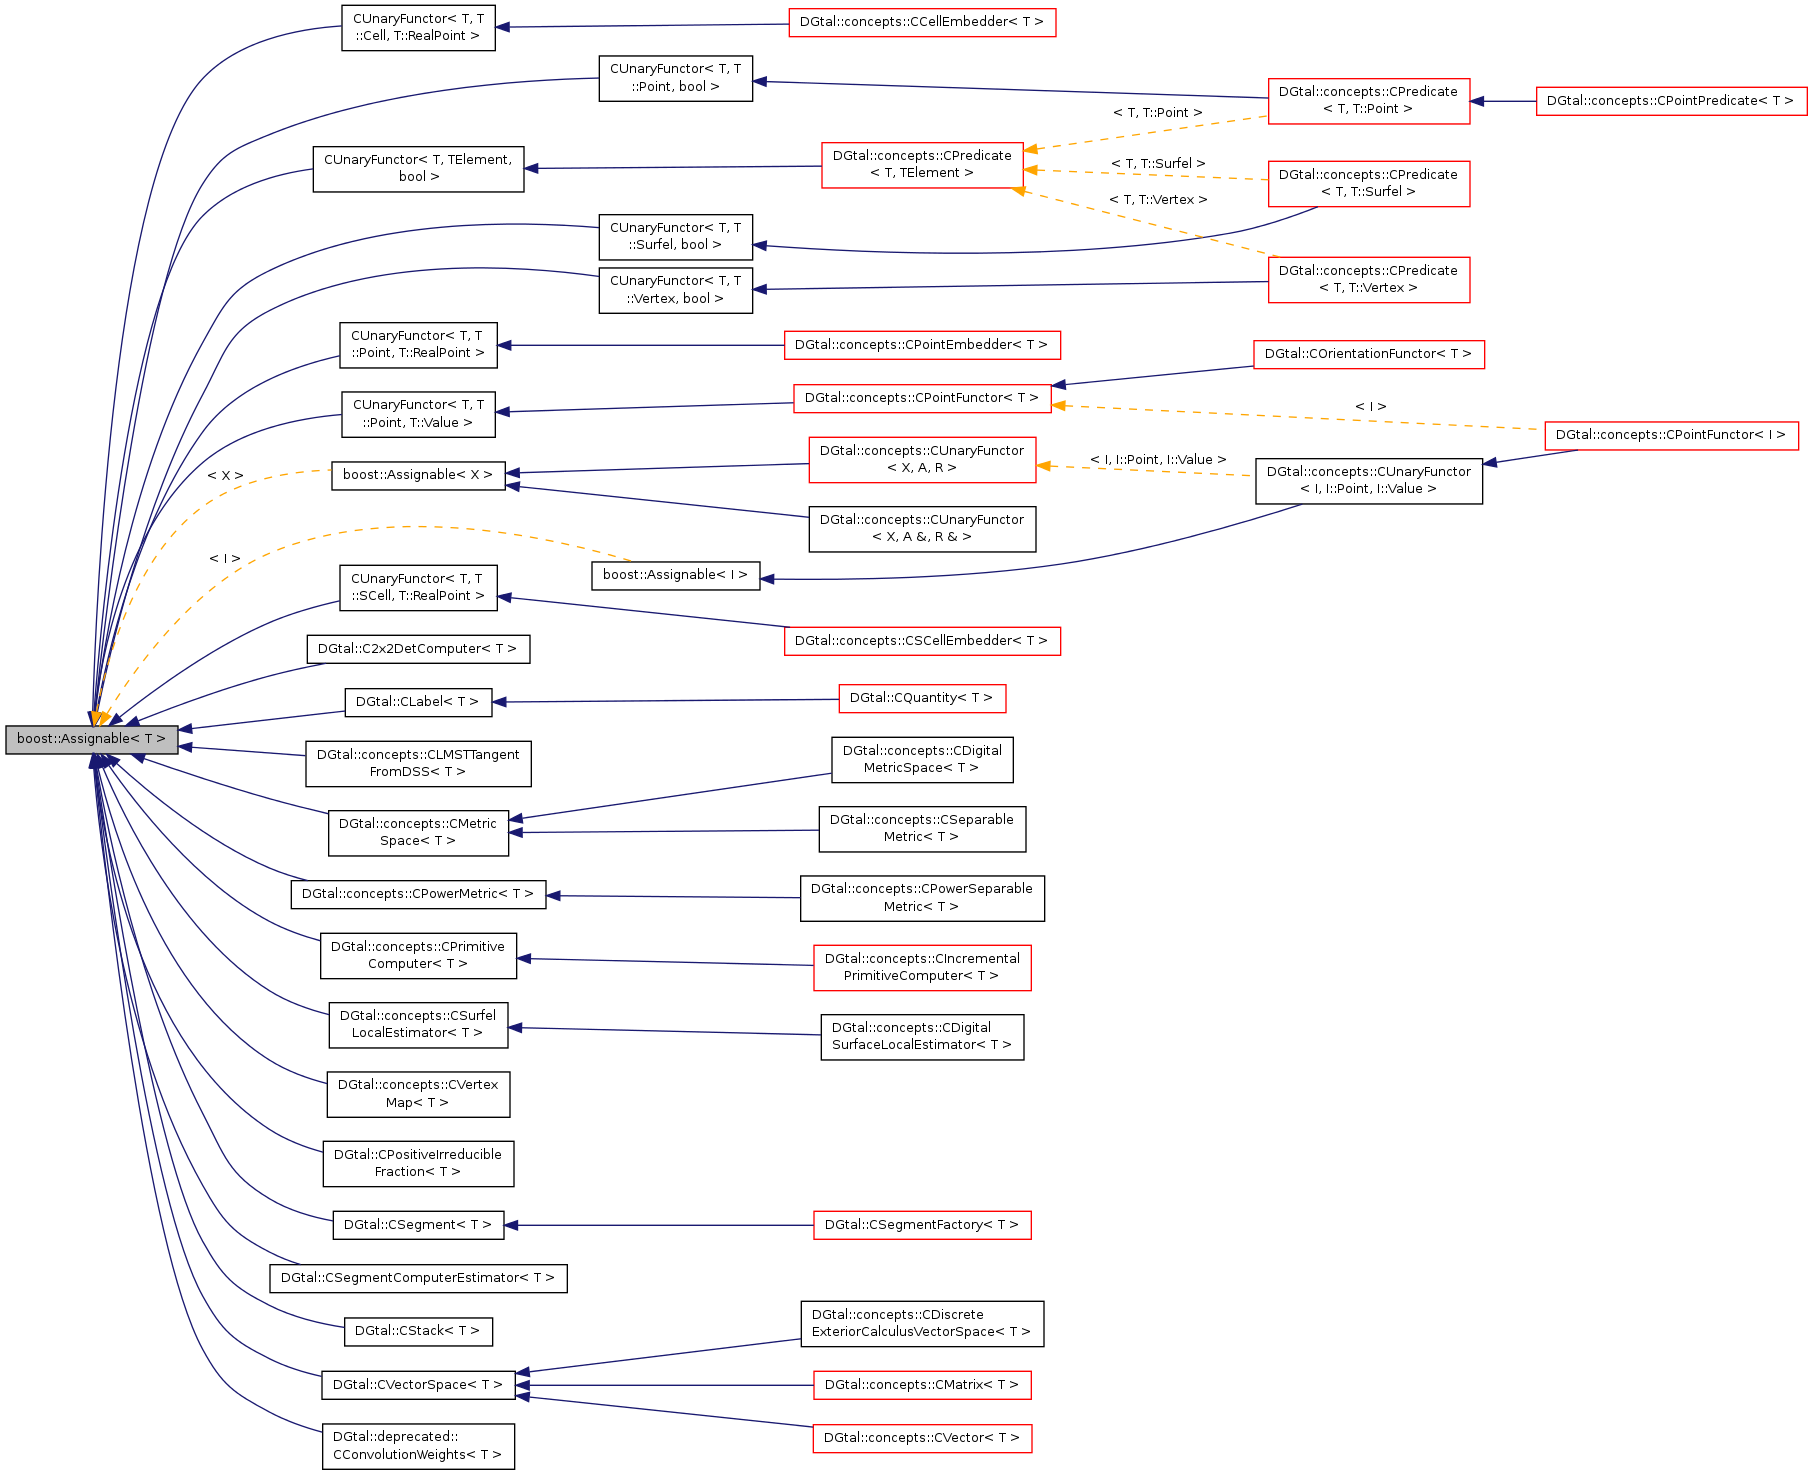 CUnaryFunctor< T, T
::Cell, T::RealPoint >
DGtal::concepts::CCellEmbedder< T >
CUnaryFunctor< T, T
::Point, bool >
DGtal::concepts::CPredicate
< T, T::Point >
DGtal::concepts::CPointPredicate< T >
< T, T::Point >
CUnaryFunctor< T, TElement,
bool >
DGtal::concepts::CPredicate
< T, TElement >
< T, T::Surfel >
DGtal::concepts::CPredicate
< T, T::Surfel >
< T, T::Vertex >
CUnaryFunctor< T, T
::Surfel, bool >
CUnaryFunctor< T, T
::Vertex, bool >
DGtal::concepts::CPredicate
< T, T::Vertex >
CUnaryFunctor< T, T
::Point, T::RealPoint >
DGtal::concepts::CPointEmbedder< T >
DGtal::COrientationFunctor< T >
CUnaryFunctor< T, T
::Point, T::Value >
DGtal::concepts::CPointFunctor< T >
< I >
DGtal::concepts::CPointFunctor< I >
< X >
boost::Assignable< X >
DGtal::concepts::CUnaryFunctor
< X, A, R >
< I, I::Point, I::Value >
DGtal::concepts::CUnaryFunctor
< I, I::Point, I::Value >
DGtal::concepts::CUnaryFunctor
< X, A &, R & >
< I >
boost::Assignable< I >
CUnaryFunctor< T, T
::SCell, T::RealPoint >
DGtal::concepts::CSCellEmbedder< T >
DGtal::C2x2DetComputer< T >
DGtal::CLabel< T >
DGtal::CQuantity< T >
boost::Assignable< T >
DGtal::concepts::CLMSTTangent
FromDSS< T >
DGtal::concepts::CDigital
MetricSpace< T >
DGtal::concepts::CMetric
Space< T >
DGtal::concepts::CSeparable
Metric< T >
DGtal::concepts::CPowerMetric< T >
DGtal::concepts::CPowerSeparable
Metric< T >
DGtal::concepts::CPrimitive
Computer< T >
DGtal::concepts::CIncremental
PrimitiveComputer< T >
DGtal::concepts::CSurfel
LocalEstimator< T >
DGtal::concepts::CDigital
SurfaceLocalEstimator< T >
DGtal::concepts::CVertex
Map< T >
DGtal::CPositiveIrreducible
Fraction< T >
DGtal::CSegment< T >
DGtal::CSegmentFactory< T >
DGtal::CSegmentComputerEstimator< T >
DGtal::CStack< T >
DGtal::concepts::CDiscrete
ExteriorCalculusVectorSpace< T >
DGtal::CVectorSpace< T >
DGtal::concepts::CMatrix< T >
DGtal::concepts::CVector< T >
DGtal::deprecated::
CConvolutionWeights< T >